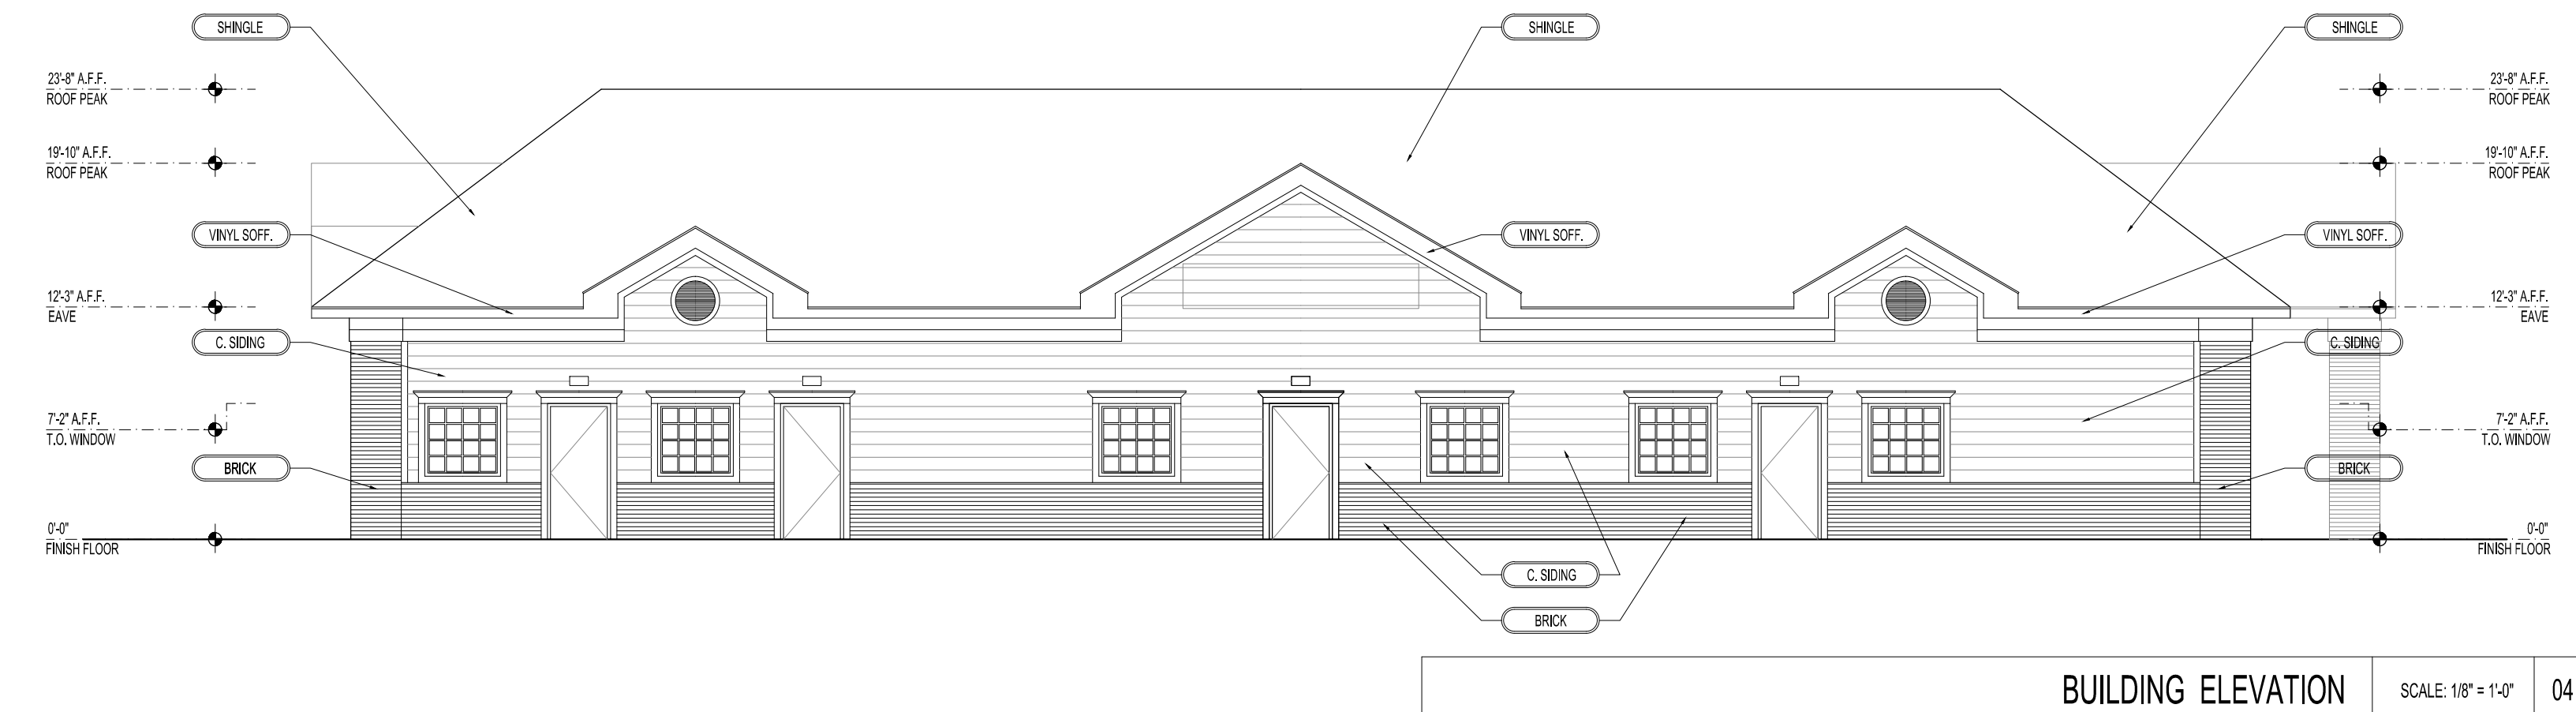 SHINGLE
SHINGLE
SHINGLE
23'-8" A.F.F.
ROOF PEAK
23'-8" A.F.F.
ROOF PEAK
19'-10" A.F.F.
ROOF PEAK
19'-10" A.F.F.
ROOF PEAK
VINYL SOFF.
VINYL SOFF.
VINYL SOFF.
12'-3" A.F.F.
EAVE
12'-3" A.F.F.
EAVE
C. SIDING
C. SIDING
7'-2" A.F.F.
T.O. WINDOW
7'-2" A.F.F.
T.O. WINDOW
BRICK
BRICK
0'-0"
FINISH FLOOR
0'-0"
FINISH FLOOR
C. SIDING
BRICK
BUILDING ELEVATION
SCALE: 1/8" = 1'-0"
04